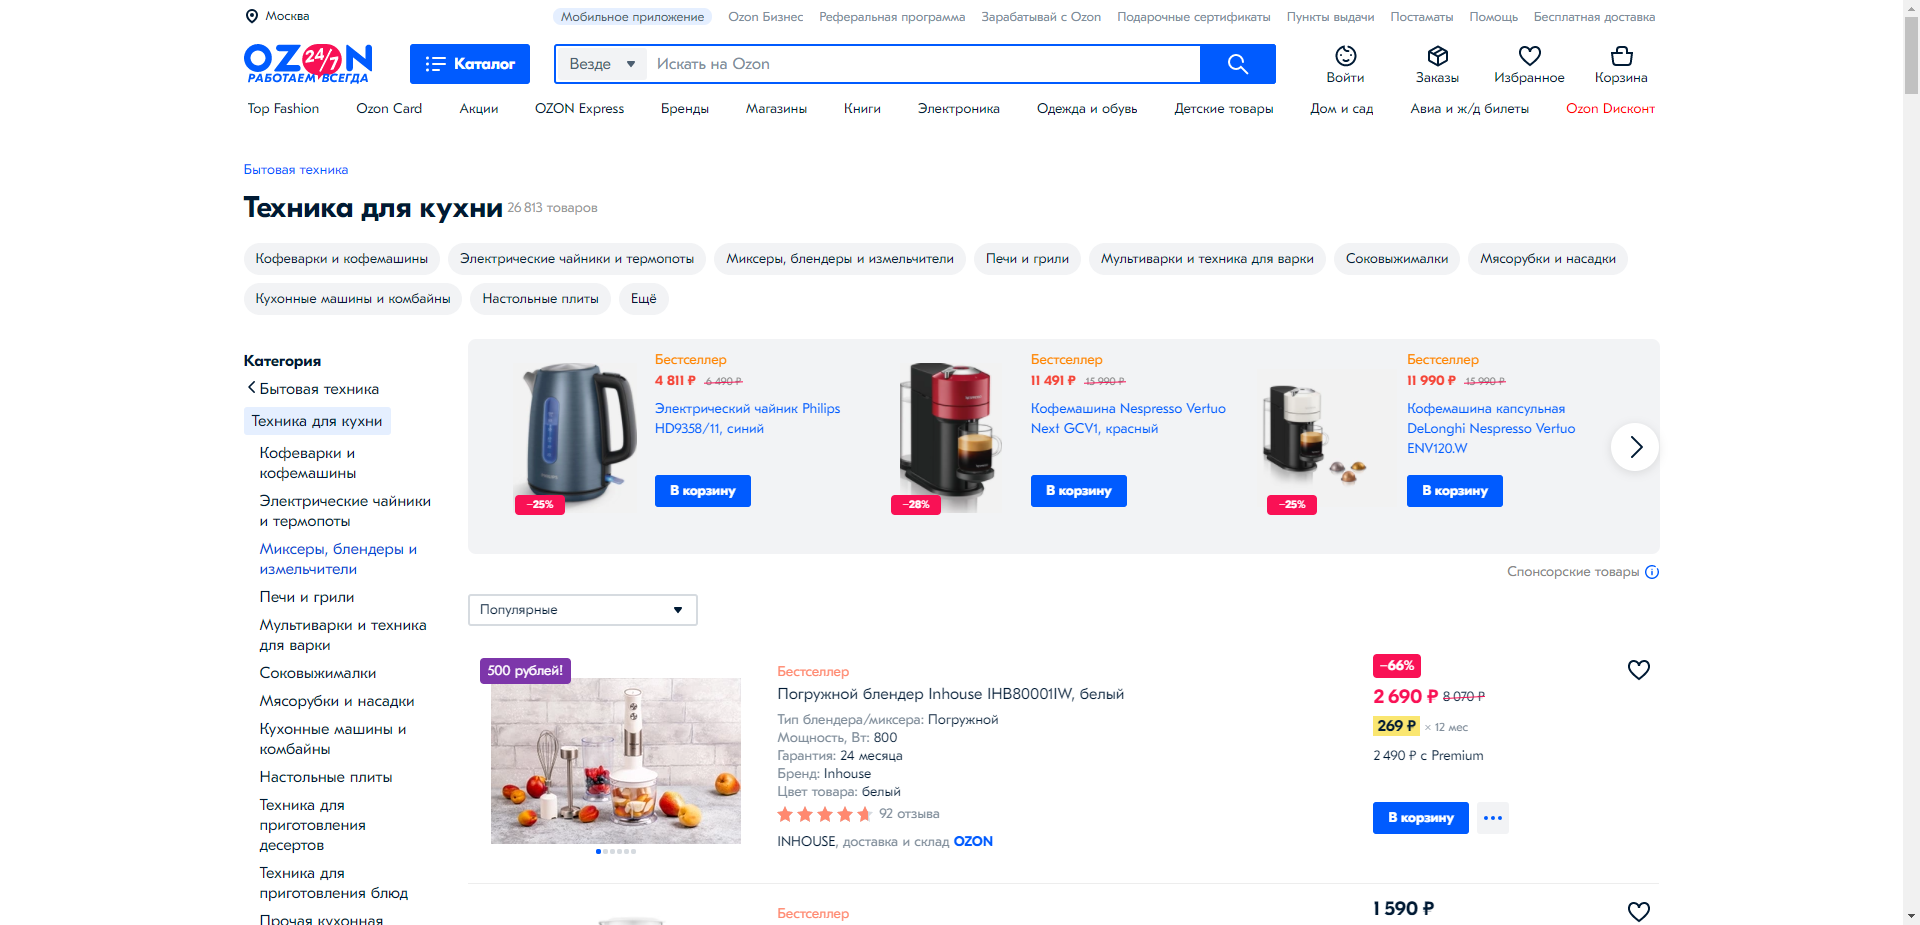 Москва
Мобильное приложение Ozon Бизнес Реферальная программа Зарабатывай с Ozon Подарочные сертификаты Пункты выдачи Постаматы Помощь Бесплатная доставка
OZON 24/7
РАБОТАЕМ ВСЕГДА
Каталог
Везде Искать на Ozon
Войти Заказы Избранное Корзина
Top Fashion Ozon Card Акции OZON Express Бренды Магазины Книги Электроника Одежда и обувь Детские товары Дом и сад Авиа и ж/д билеты Ozon Dисконт
Бытовая техника
Техника для кухни 26 813 товаров
Кофеварки и кофемашины Электрические чайники и термопоты Миксеры, блендеры и измельчители Печи и грили Мультиварки и техника для варки Соковыжималки Мясорубки и насадки
Кухонные машины и комбайны Настольные плиты Ещё
Категория
Бытовая техника
Техника для кухни
Кофеварки и
кофемашины
Электрические чайники
и термопоты
Миксеры, блендеры и
измельчители
Печи и грили
Мультиварки и техника
для варки
Соковыжималки
Мясорубки и насадки
Кухонные машины и
комбайны
Настольные плиты
Техника для
приготовления
десертов
Техника для
приготовления блюд
Прочая кухонная
Бестселлер
4 811 ₽ 6 490 ₽
Электрический чайник Philips
HD9358/11, синий
В корзину
−25%
Бестселлер
11 491 ₽ 15 990 ₽
Кофемашина Nespresso Vertuo
Next GCV1, красный
В корзину
−28%
Бестселлер
11 990 ₽ 15 990 ₽
Кофемашина капсульная
DeLonghi Nespresso Vertuo
ENV120.W
В корзину
−25%
Спонсорские товары
Популярные
500 рублей!
Бестселлер
Погружной блендер Inhouse IHB80001IW, белый
Тип блендера/миксера: Погружной
Мощность, Вт: 800
Гарантия: 24 месяца
Бренд: Inhouse
Цвет товара: белый
92 отзыва
INHOUSE, доставка и склад OZON
−66%
2 690 ₽ 8 070 ₽
269 ₽ × 12 мес
2 490 ₽ с Premium
В корзину
Бестселлер
1 590 ₽